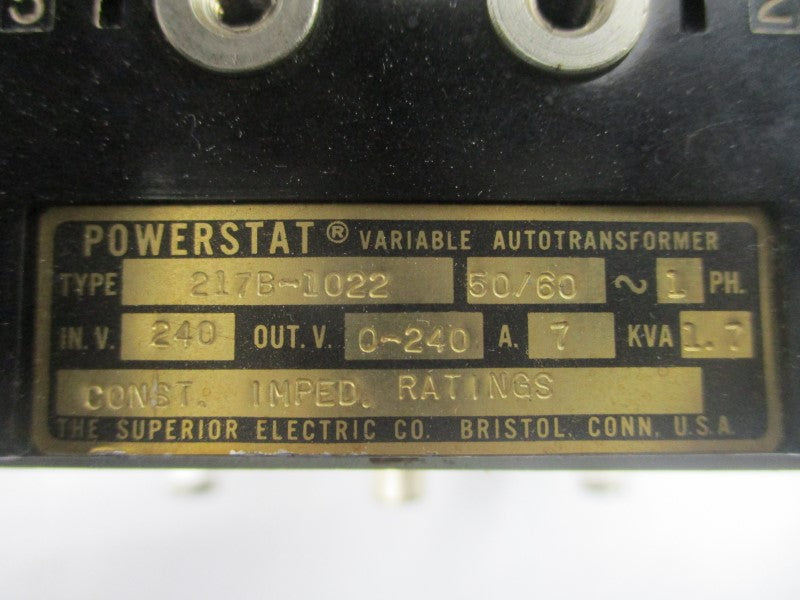 3 2
POWERSTAT® VARIABLE AUTOTRANSFORMER
TYPE 217B-1022 50/60 ~ 1 PH.
IN. V. 240 OUT. V. 0-240 A. 7 KVA 1.7
CONST. IMPED. RATINGS
THE SUPERIOR ELECTRIC CO. BRISTOL, CONN. U.S.A.